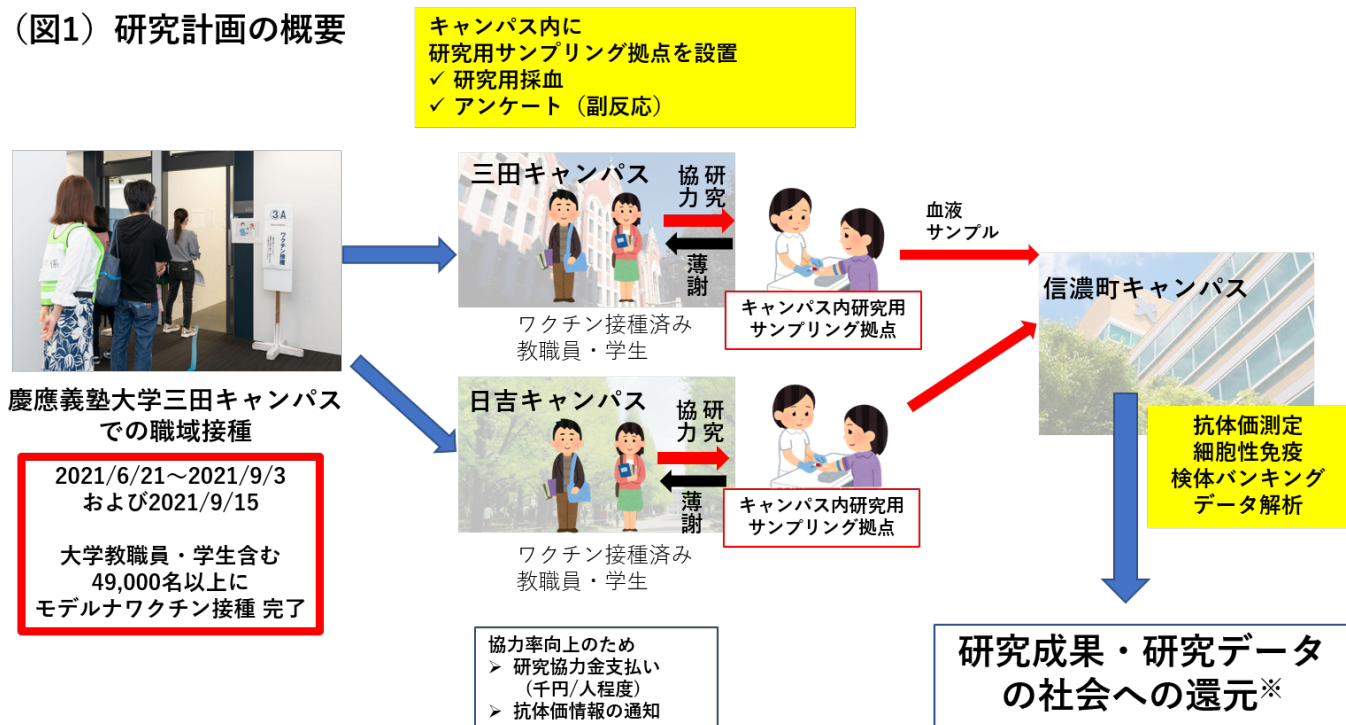 （図1）研究計画の概要
キャンパス内に
研究用サンプリング拠点を設置
✓ 研究用採血
✓ アンケート（副反応）
3A
ワクチン接種
係
慶應義塾大学三田キャンパス
での職域接種
2021/6/21～2021/9/3
および2021/9/15
大学教職員・学生含む
49,000名以上に
モデルナワクチン接種 完了
三田キャンパス
研究
協力
薄謝
ワクチン接種済み
教職員・学生
キャンパス内研究用
サンプリング拠点
日吉キャンパス
研究
協力
薄謝
ワクチン接種済み
教職員・学生
キャンパス内研究用
サンプリング拠点
協力率向上のため
➢ 研究協力金支払い
（千円/人程度）
➢ 抗体価情報の通知
血液
サンプル
信濃町キャンパス
抗体価測定
細胞性免疫
検体バンキング
データ解析
研究成果・研究データ
の社会への還元※